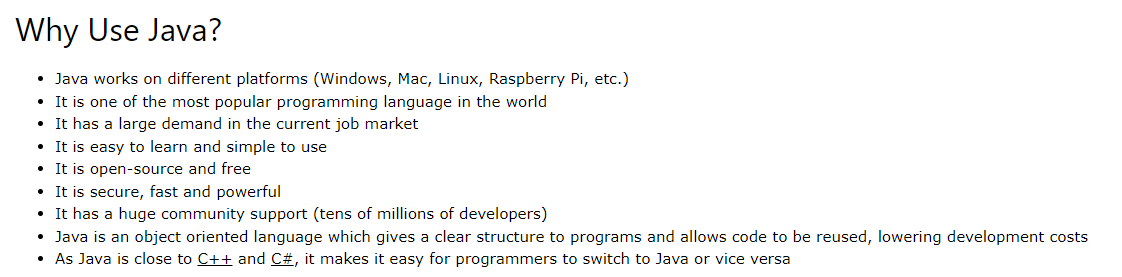 Why Use Java?
• Java works on different platforms (Windows, Mac, Linux, Raspberry Pi, etc.)
• It is one of the most popular programming language in the world
• It has a large demand in the current job market
• It is easy to learn and simple to use
• It is open-source and free
• It is secure, fast and powerful
• It has a huge community support (tens of millions of developers)
• Java is an object oriented language which gives a clear structure to programs and allows code to be reused, lowering development costs
• As Java is close to C++ and C#, it makes it easy for programmers to switch to Java or vice versa